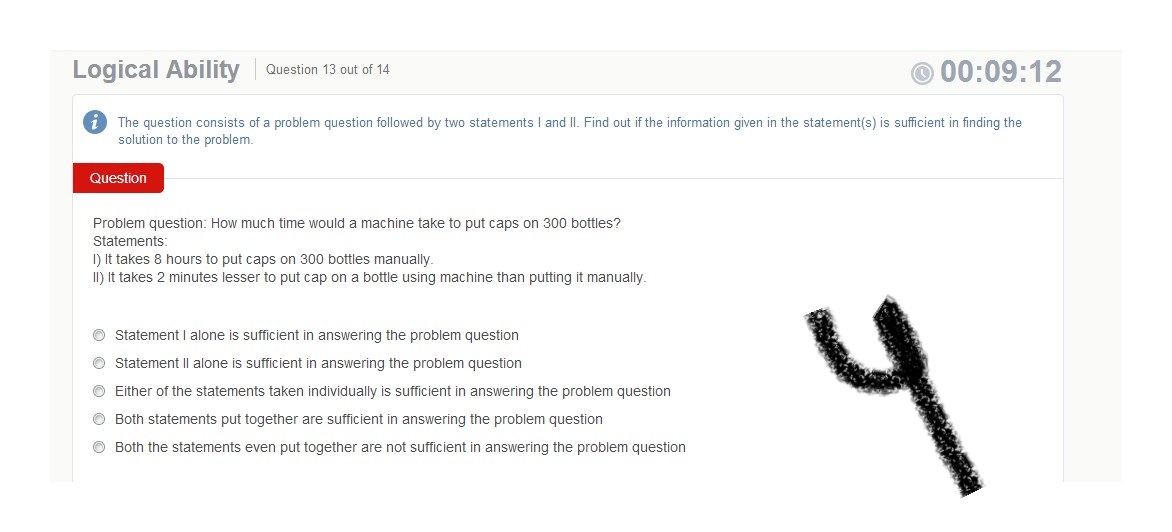 Logical Ability
Question 13 out of 14
00:09:12
The question consists of a problem question followed by two statements I and II. Find out if the information given in the statement(s) is sufficient in finding the
solution to the problem.
Question
Problem question: How much time would a machine take to put caps on 300 bottles?
Statements:
I) It takes 8 hours to put caps on 300 bottles manually.
II) It takes 2 minutes lesser to put cap on a bottle using machine than putting it manually.
Statement I alone is sufficient in answering the problem question
Statement II alone is sufficient in answering the problem question
Either of the statements taken individually is sufficient in answering the problem question
Both statements put together are sufficient in answering the problem question
Both the statements even put together are not sufficient in answering the problem question